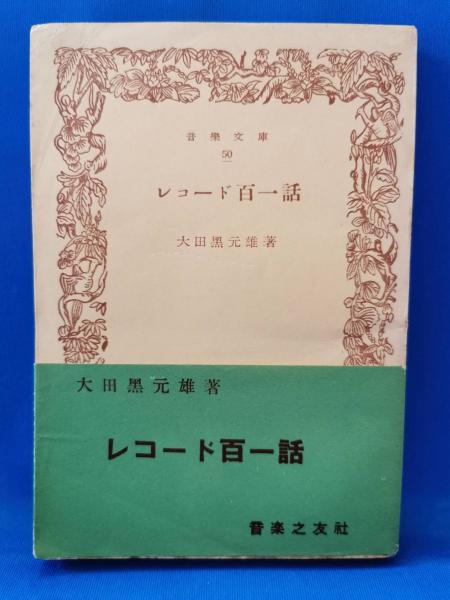 音樂文庫
50
レコード百一話
大田黒元雄著
大田黒元雄著
レコード百一話
音楽之友社